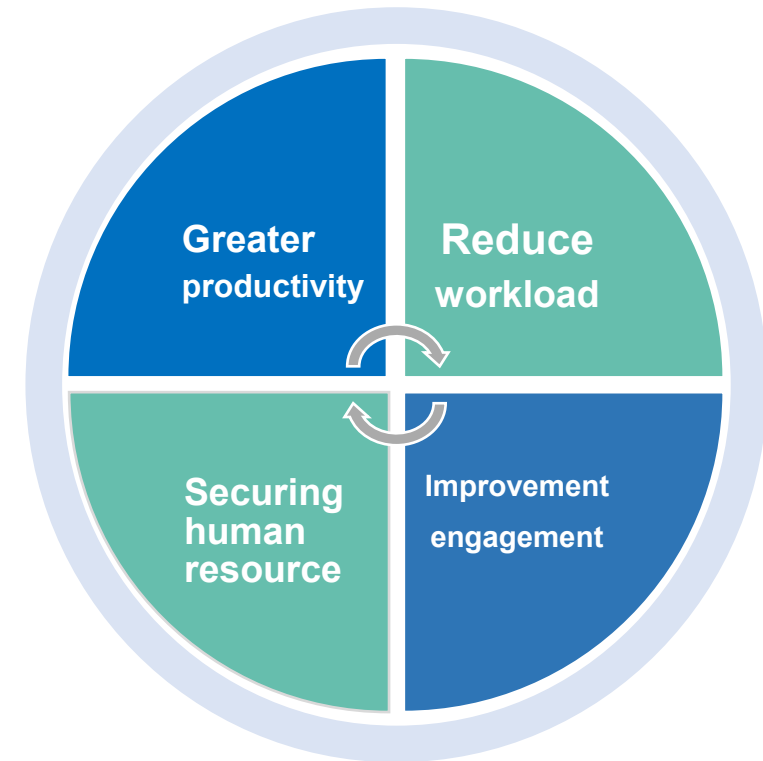 Greater
productivity
Reduce
workload
Securing
human
resource
Improvement
engagement